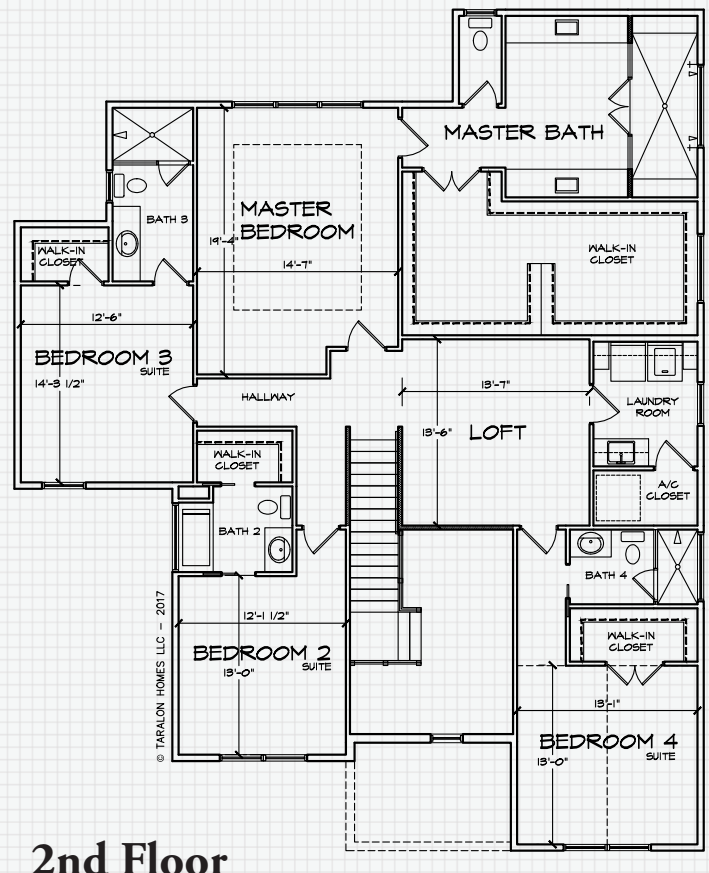 MASTER BATH
BATH 3
MASTER
BEDROOM
19'-4"
14'-7"
WALK-IN
CLOSET
WALK-IN
CLOSET
12'-6"
BEDROOM 3
SUITE
14'-3 1/2"
HALLWAY
13'-7"
13'-6"
LOFT
LAUNDRY
ROOM
WALK-IN
CLOSET
A/C
CLOSET
BATH 2
BATH 4
12'-1 1/2"
BEDROOM 2
SUITE
13'-0"
WALK-IN
CLOSET
13'-1"
BEDROOM 4
SUITE
13'-0"
© TARALON HOMES LLC - 2017
2nd Floor